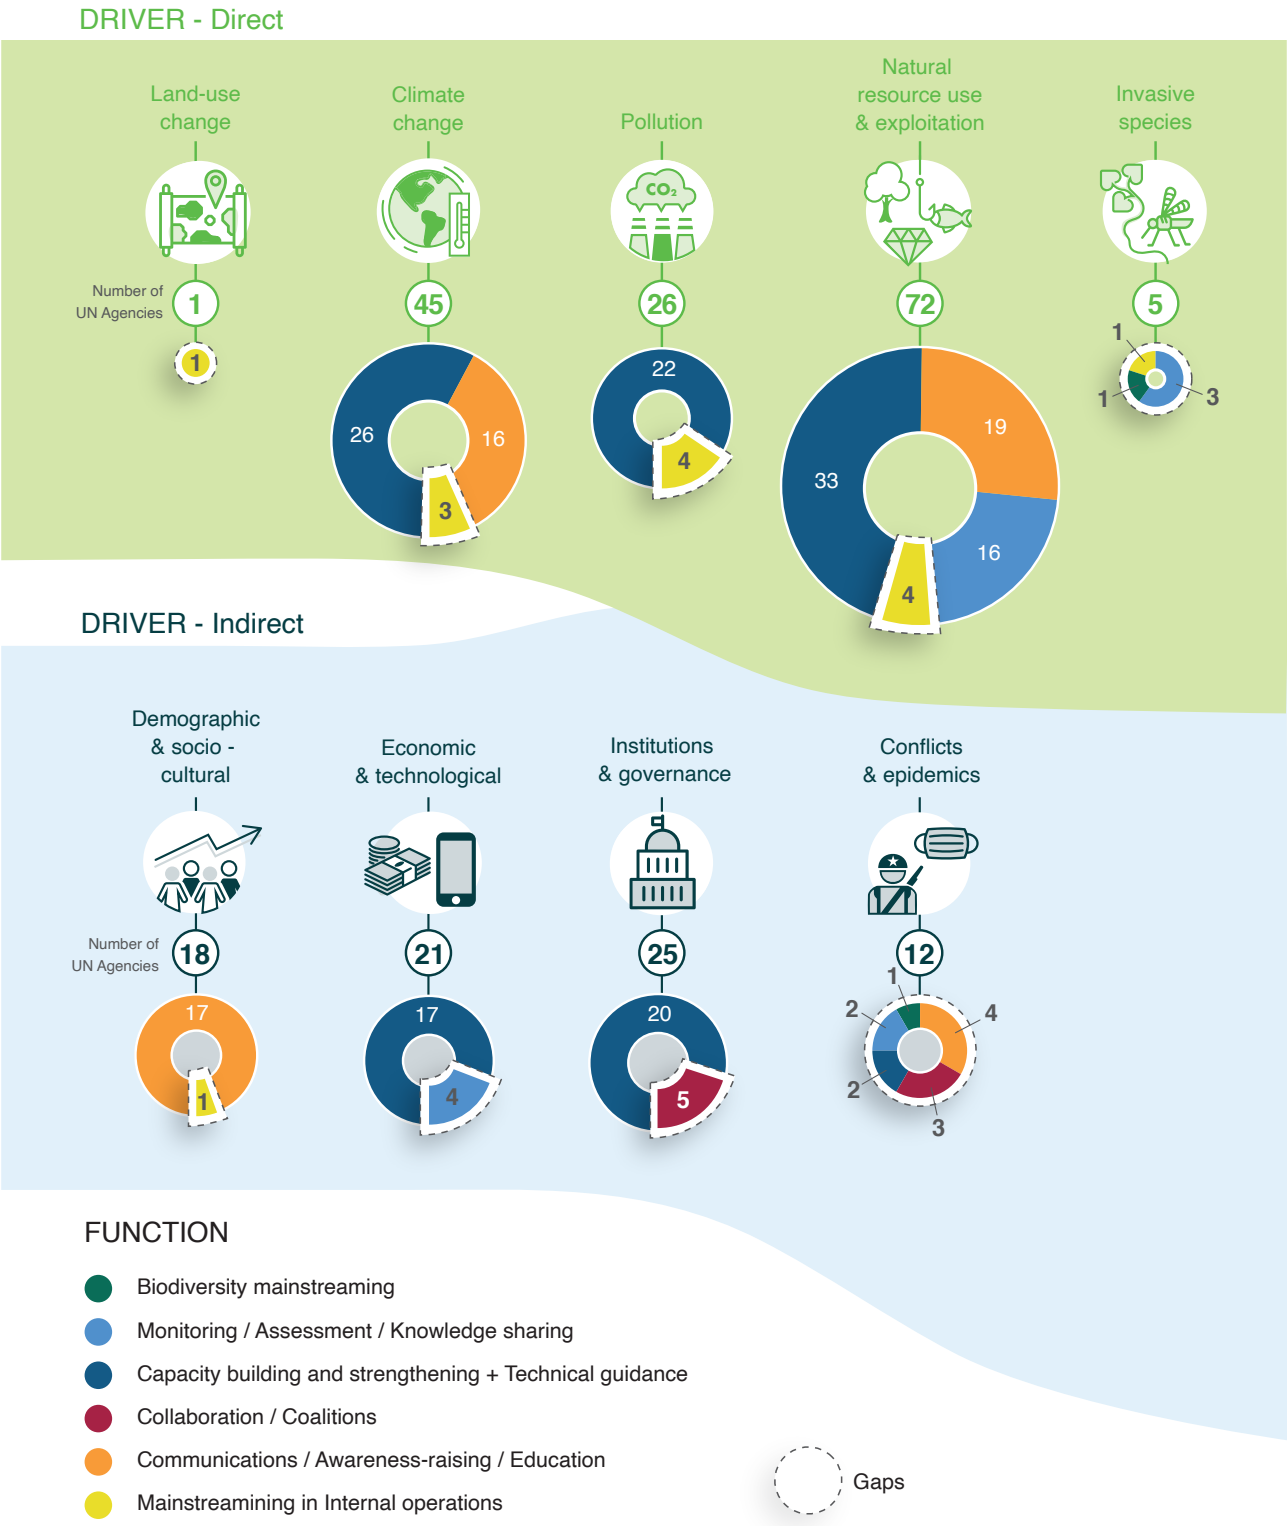 DRIVER - Direct
Land-use
change
Climate
change
Pollution
Natural
resource use
& exploitation
Invasive
species
CO₂
Number of
UN Agencies
1
45
26
72
5
1
26
16
3
22
4
33
19
16
4
1
1
3
DRIVER - Indirect
Demographic
& socio -
cultural
Economic
& technological
Institutions
& governance
Conflicts
& epidemics
Number of
UN Agencies
18
21
25
12
17
1
17
4
20
5
1
2
4
2
3
FUNCTION
Biodiversity mainstreaming
Monitoring / Assessment / Knowledge sharing
Capacity building and strengthening + Technical guidance
Collaboration / Coalitions
Communications / Awareness-raising / Education
Mainstreamining in Internal operations
Gaps